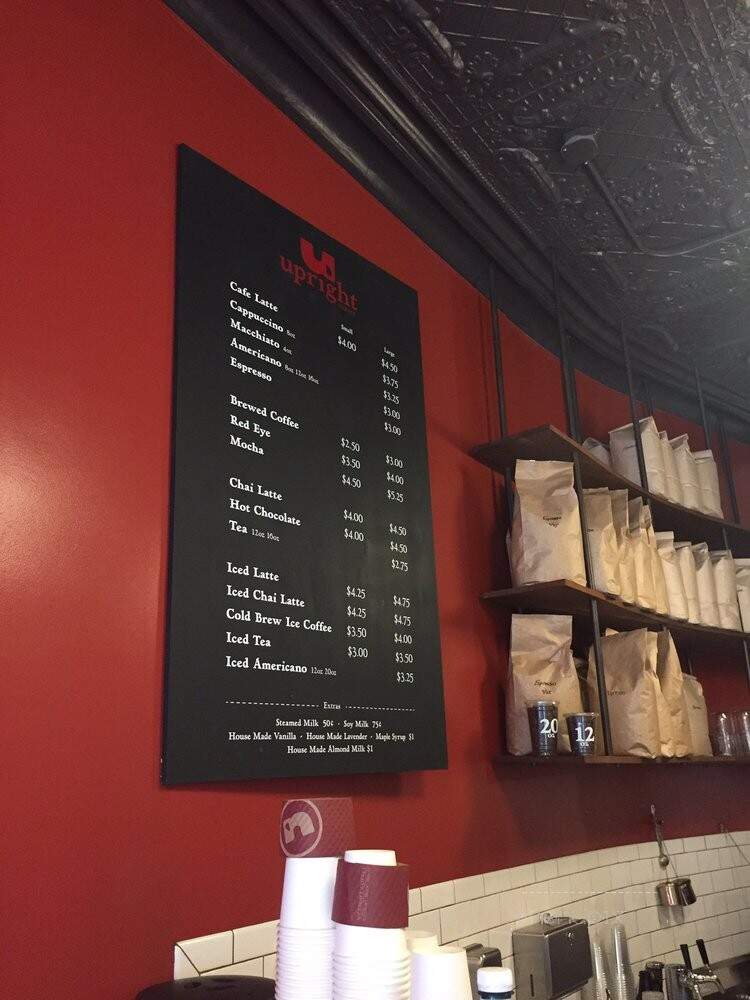 upright
Small Large
Cafe Latte $4.00 $4.50
Cappuccino 8oz $3.75
Macchiato 4oz $3.25
Americano 8oz 12oz 16oz $3.00
Espresso $3.00
Brewed Coffee $2.50 $3.00
Red Eye $3.50 $4.00
Mocha $4.50 $5.25
Chai Latte $4.00 $4.50
Hot Chocolate $4.00 $4.50
Tea 12oz 16oz $2.75
Iced Latte $4.25 $4.75
Iced Chai Latte $4.25 $4.75
Cold Brew Ice Coffee $3.50 $4.00
Iced Tea $3.00 $3.50
Iced Americano 12oz 20oz $3.25
Extras
Steamed Milk 50¢ · Soy Milk 75¢
House Made Vanilla · House Made Lavender · Maple Syrup $1
House Made Almond Milk $1
Espresso
Espresso
20 oz.
12 oz.